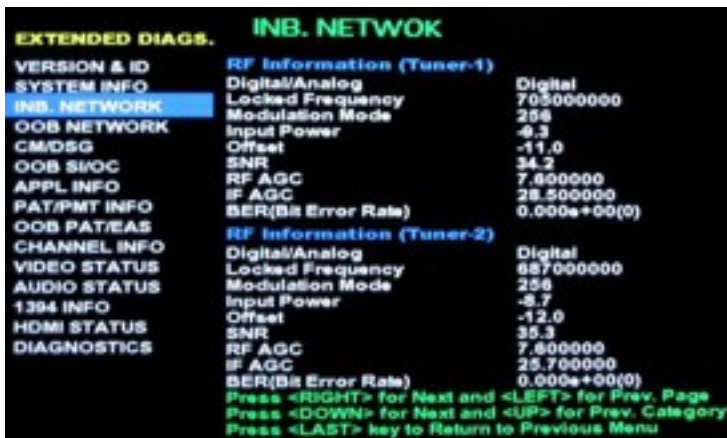 EXTENDED DIAGS.
INB. NETWOK
VERSION & ID
SYSTEM INFO
INB. NETWORK
OOB NETWORK
CM/DSG
OOB SI/OC
APPL INFO
PAT/PMT INFO
OOB PAT/EAS
CHANNEL INFO
VIDEO STATUS
AUDIO STATUS
1394 INFO
HDMI STATUS
DIAGNOSTICS
RF Information (Tuner-1)
Digital/Analog Digital
Locked Frequency 705000000
Modulation Mode 256
Input Power -9.3
Offset -11.0
SNR 34.2
RF AGC 7.600000
IF AGC 28.500000
BER(Bit Error Rate) 0.000e+00(0)
RF Information (Tuner-2)
Digital/Analog Digital
Locked Frequency 687000000
Modulation Mode 256
Input Power -8.7
Offset -12.0
SNR 35.3
RF AGC 7.600000
IF AGC 25.700000
BER(Bit Error Rate) 0.000e+00(0)
Press <RIGHT> for Next and <LEFT> for Prev. Page
Press <DOWN> for Next and <UP> for Prev. Category
Press <LAST> key to Return to Previous Menu